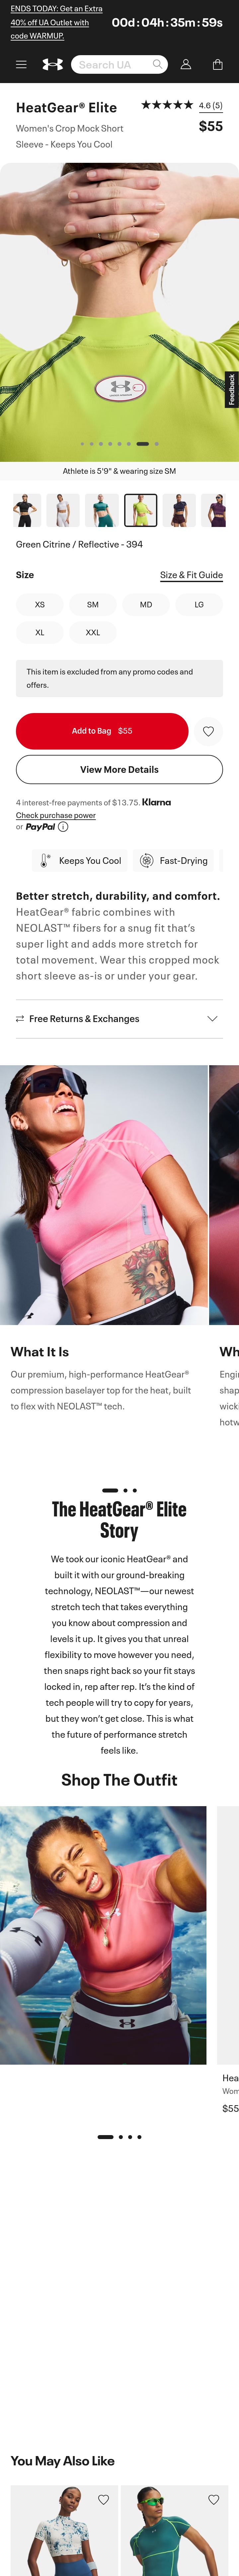 ENDS TODAY: Get an Extra
40% off UA Outlet with
code WARMUP.
00d : 04h : 35m : 59s
Search UA
HeatGear® Elite
4.6 (5)
Women's Crop Mock Short
Sleeve - Keeps You Cool
$55
Feedback
Athlete is 5'9" & wearing size SM
Green Citrine / Reflective - 394
Size
Size & Fit Guide
XS
SM
MD
LG
XL
XXL
This item is excluded from any promo codes and
offers.
Add to Bag $55
View More Details
4 interest-free payments of $13.75. Klarna
Check purchase power
or PayPal
Keeps You Cool
Fast-Drying
Better stretch, durability, and comfort.
HeatGear® fabric combines with
NEOLAST™ fibers for a snug fit that's
super light and adds more stretch for
total movement. Wear this cropped mock
short sleeve as-is or under your gear.
Free Returns & Exchanges
What It Is
Our premium, high-performance HeatGear®
compression baselayer top for the heat, built
to flex with NEOLAST™ tech.
Wh
Engi
shap
wick
hotw
The HeatGear® Elite
Story
We took our iconic HeatGear® and
built it with our ground-breaking
technology, NEOLAST™—our newest
stretch tech that takes everything
you know about compression and
levels it up. It gives you that unreal
flexibility to move however you need,
then snaps right back so your fit stays
locked in, rep after rep. It's the kind of
tech people will try to copy for years,
but they won't get close. This is what
the future of performance stretch
feels like.
Shop The Outfit
Hea
Wom
$55
You May Also Like